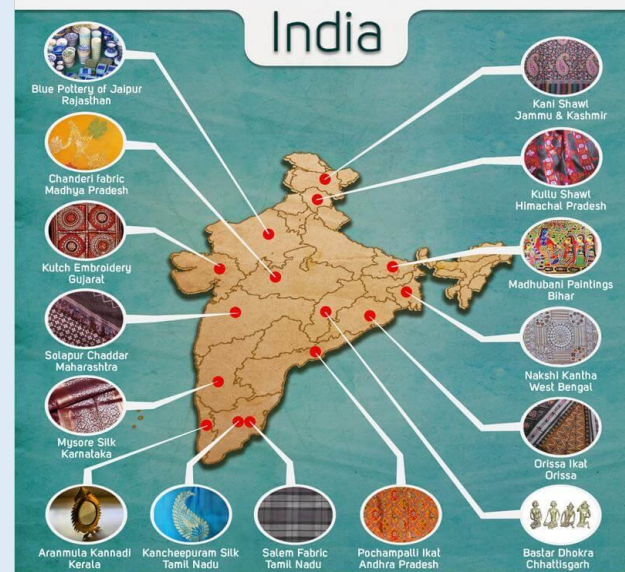 India
Blue Pottery of Jaipur
Rajasthan
Chanderi fabric
Madhya Pradesh
Kutch Embroidery
Gujarat
Solapur Chaddar
Maharashtra
Mysore Silk
Karnataka
Aranmula Kannadi
Kerala
Kancheepuram Silk
Tamil Nadu
Salem Fabric
Tamil Nadu
Pochampalli Ikat
Andhra Pradesh
Kani Shawl
Jammu & Kashmir
Kullu Shawl
Himachal Pradesh
Madhubani Paintings
Bihar
Nakshi Kantha
West Bengal
Orissa Ikat
Orissa
Bastar Dhokra
Chhattisgarh